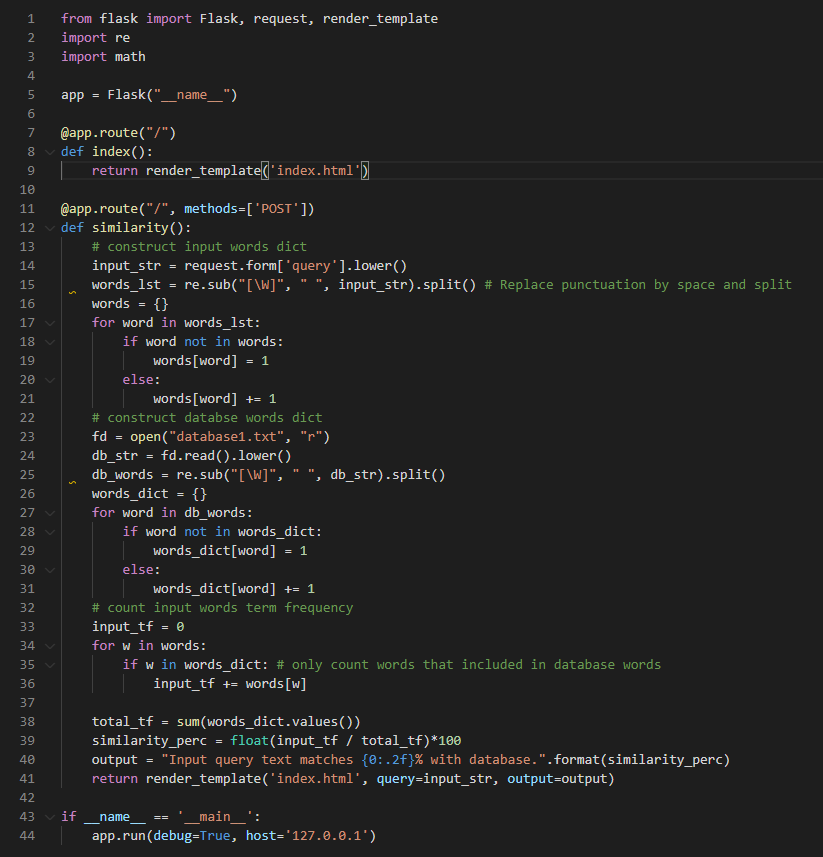 1 from flask import Flask, request, render_template
2 import re
3 import math
4
5 app = Flask("__name__")
6
7 @app.route("/")
8 def index():
9     return render_template('index.html')
10
11 @app.route("/", methods=['POST'])
12 def similarity():
13     # construct input words dict
14     input_str = request.form['query'].lower()
15     words_lst = re.sub("[\W]", " ", input_str).split() # Replace punctuation by space and split
16     words = {}
17     for word in words_lst:
18         if word not in words:
19             words[word] = 1
20         else:
21             words[word] += 1
22     # construct databse words dict
23     fd = open("database1.txt", "r")
24     db_str = fd.read().lower()
25     db_words = re.sub("[\W]", " ", db_str).split()
26     words_dict = {}
27     for word in db_words:
28         if word not in words_dict:
29             words_dict[word] = 1
30         else:
31             words_dict[word] += 1
32     # count input words term frequency
33     input_tf = 0
34     for w in words:
35         if w in words_dict: # only count words that included in database words
36             input_tf += words[w]
37
38     total_tf = sum(words_dict.values())
39     similarity_perc = float(input_tf / total_tf)*100
40     output = "Input query text matches {0:.2f}% with database.".format(similarity_perc)
41     return render_template('index.html', query=input_str, output=output)
42
43 if __name__ == '__main__':
44     app.run(debug=True, host='127.0.0.1')